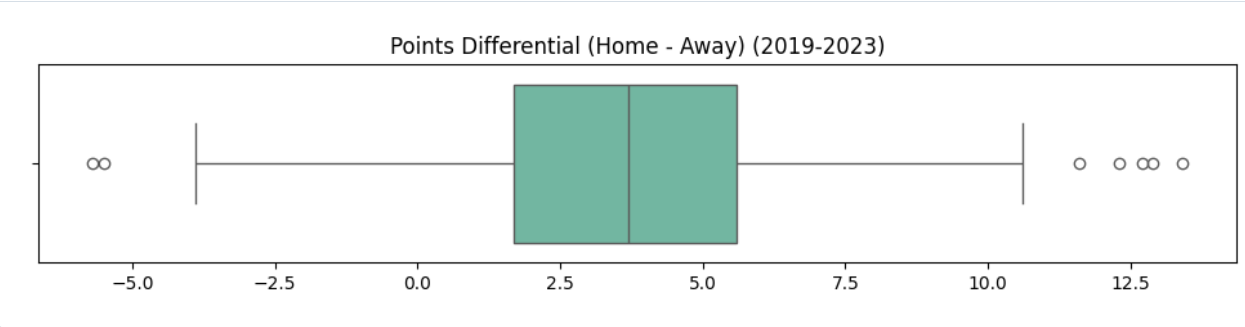 Points Differential (Home - Away) (2019-2023)
−5.0 −2.5 0.0 2.5 5.0 7.5 10.0 12.5